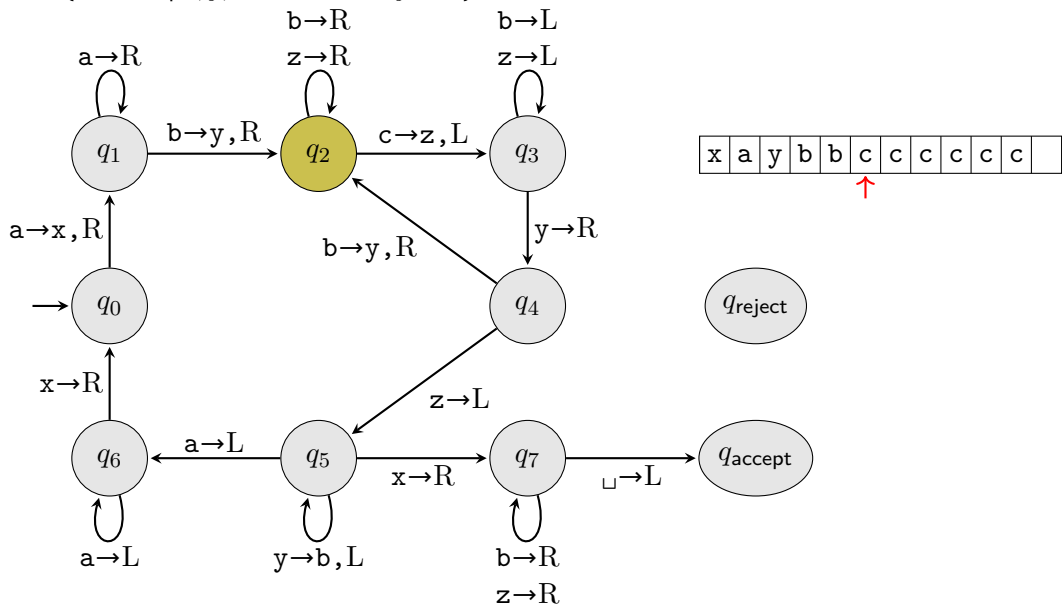 b→R
z→R
b→L
z→L
a→R
q1
b→y,R
q2
c→z,L
q3
x a y b b c c c c c c
a→x,R
b→y,R
y→R
q0
q4
qreject
x→R
z→L
q6
a→L
q5
x→R
q7
␣→L
qaccept
a→L
y→b,L
b→R
z→R